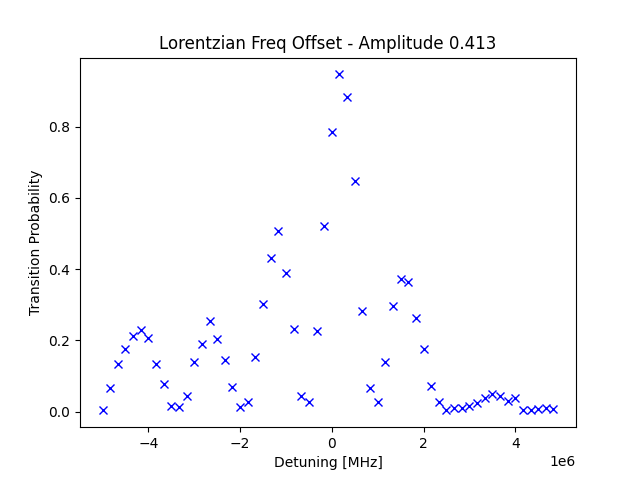 Lorentzian Freq Offset - Amplitude 0.413
Transition Probability
0.8
0.6
0.4
0.2
0.0
−4
−2
0
2
4
1e6
Detuning [MHz]